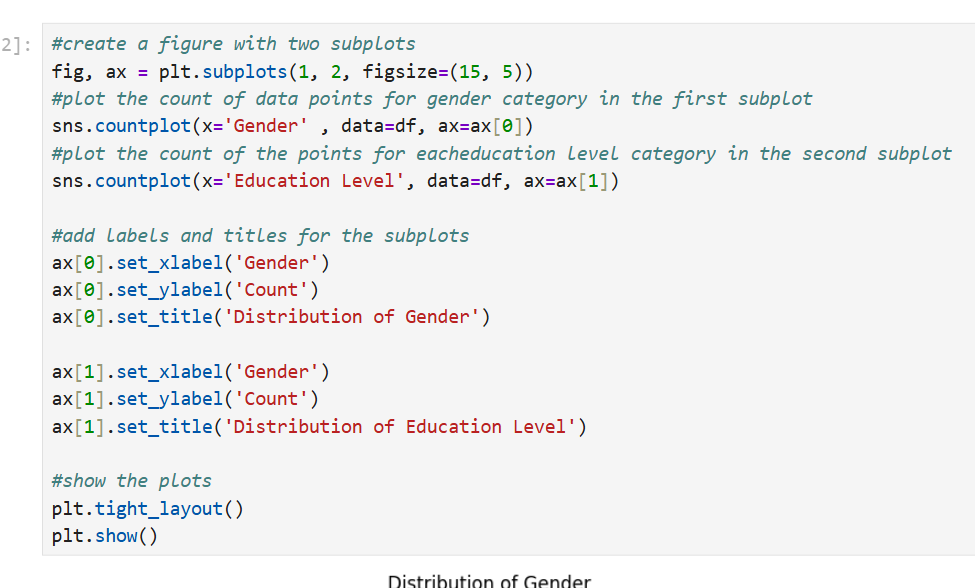 2]:
#create a figure with two subplots
fig, ax = plt.subplots(1, 2, figsize=(15, 5))
#plot the count of data points for gender category in the first subplot
sns.countplot(x='Gender' , data=df, ax=ax[0])
#plot the count of the points for eacheducation level category in the second subplot
sns.countplot(x='Education Level', data=df, ax=ax[1])

#add labels and titles for the subplots
ax[0].set_xlabel('Gender')
ax[0].set_ylabel('Count')
ax[0].set_title('Distribution of Gender')

ax[1].set_xlabel('Gender')
ax[1].set_ylabel('Count')
ax[1].set_title('Distribution of Education Level')

#show the plots
plt.tight_layout()
plt.show()
Distribution of Gender